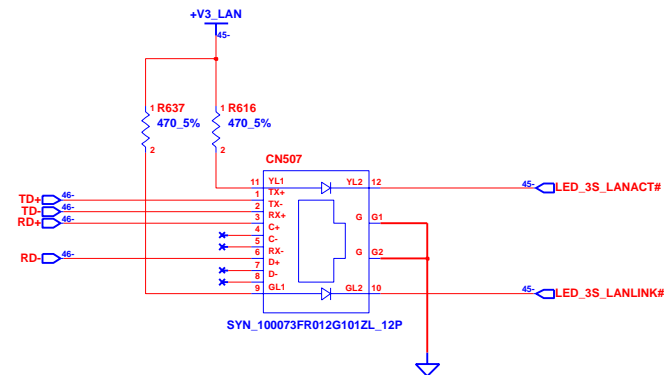 +V3_LAN
45-
1 R637
470_5%
2
1 R616
470_5%
2
CN507
11 YL1 YL2 12 45- LED_3S_LANACT#
TD+ 46- 1 TX+
TD- 46- 2 TX-
RD+ 46- 3 RX+ G G1
4 C+
5 C-
RD- 46- 6 RX- G G2
7 D+
8 D-
9 GL1 GL2 10 45- LED_3S_LANLINK#
SYN_100073FR012G101ZL_12P